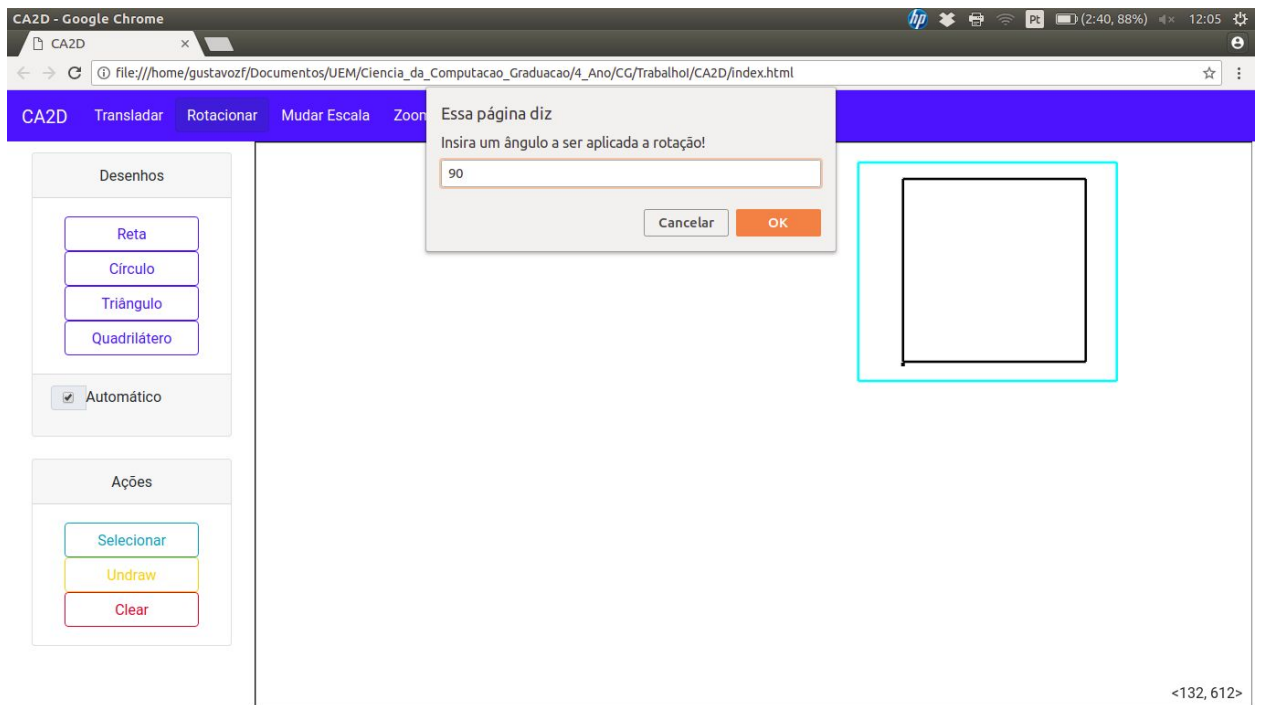 CA2D - Google Chrome
hp
Pt
(2:40, 88%)
12:05
CA2D
file:///home/gustavozf/Documentos/UEM/Ciencia_da_Computacao_Graduacao/4_Ano/CG/TrabalhoI/CA2D/index.html
CA2D Transladar Rotacionar Mudar Escala Zoom
Essa página diz
Insira um ângulo a ser aplicada a rotação!
90
Cancelar OK
Desenhos
Reta
Círculo
Triângulo
Quadrilátero
Automático
Ações
Selecionar
Undraw
Clear
<132, 612>